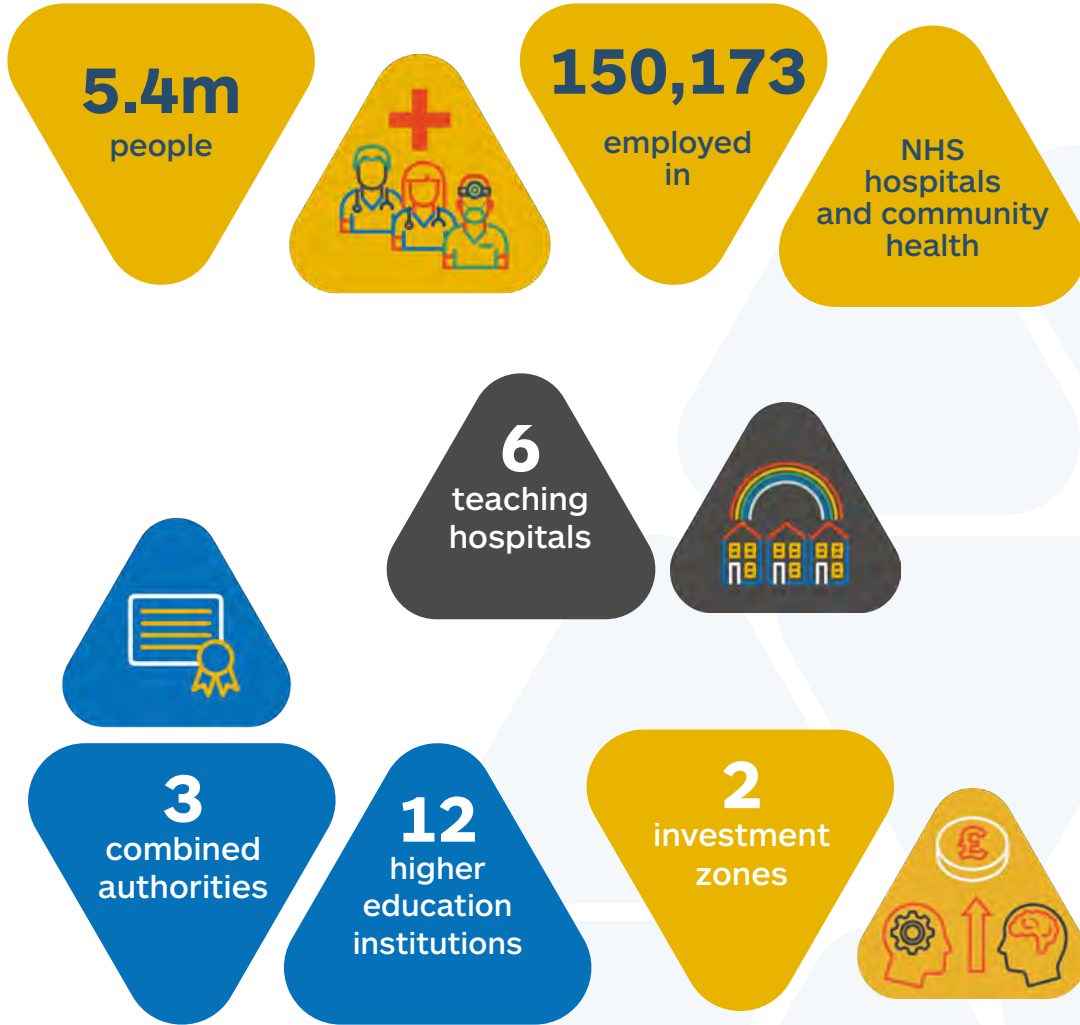 5.4m
people
150,173
employed
in
NHS
hospitals
and community
health
6
teaching
hospitals
3
combined
authorities
12
higher
education
institutions
2
investment
zones
£